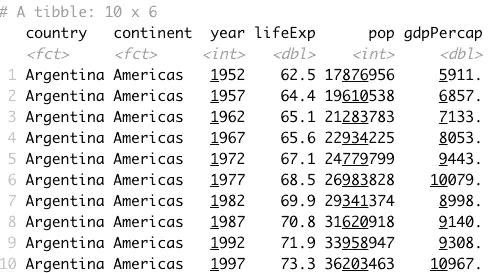 # A tibble: 10 x 6
country continent year lifeExp pop gdpPercap
<fct> <fct> <int> <dbl> <int> <dbl>
1 Argentina Americas 1952 62.5 17876956 5911.
2 Argentina Americas 1957 64.4 19610538 6857.
3 Argentina Americas 1962 65.1 21283783 7133.
4 Argentina Americas 1967 65.6 22934225 8053.
5 Argentina Americas 1972 67.1 24779799 9443.
6 Argentina Americas 1977 68.5 26983828 10079.
7 Argentina Americas 1982 69.9 29341374 8998.
8 Argentina Americas 1987 70.8 31620918 9140.
9 Argentina Americas 1992 71.9 33958947 9308.
10 Argentina Americas 1997 73.3 36203463 10967.